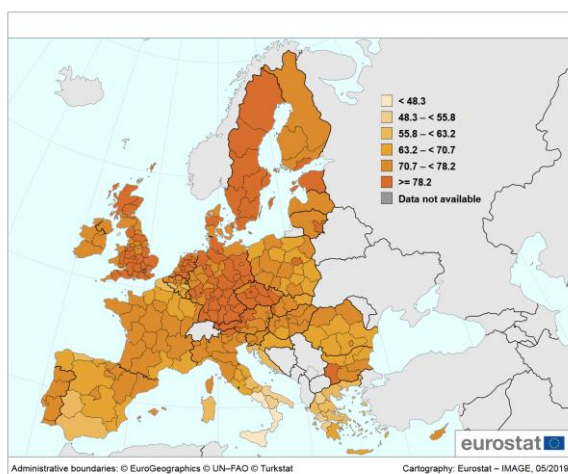 < 48.3
48.3 – < 55.8
55.8 – < 63.2
63.2 – < 70.7
70.7 – < 78.2
>= 78.2
Data not available
eurostat
Adminstrative boundaries: © EuroGeographics © UN–FAO © Turkstat
Cartography: Eurostat – IMAGE, 05/2019